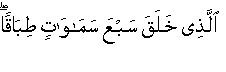 ٱلَّذِى خَلَقَ سَبْعَ سَمَـٰوَٰتٍ طِبَاقًا ۖ